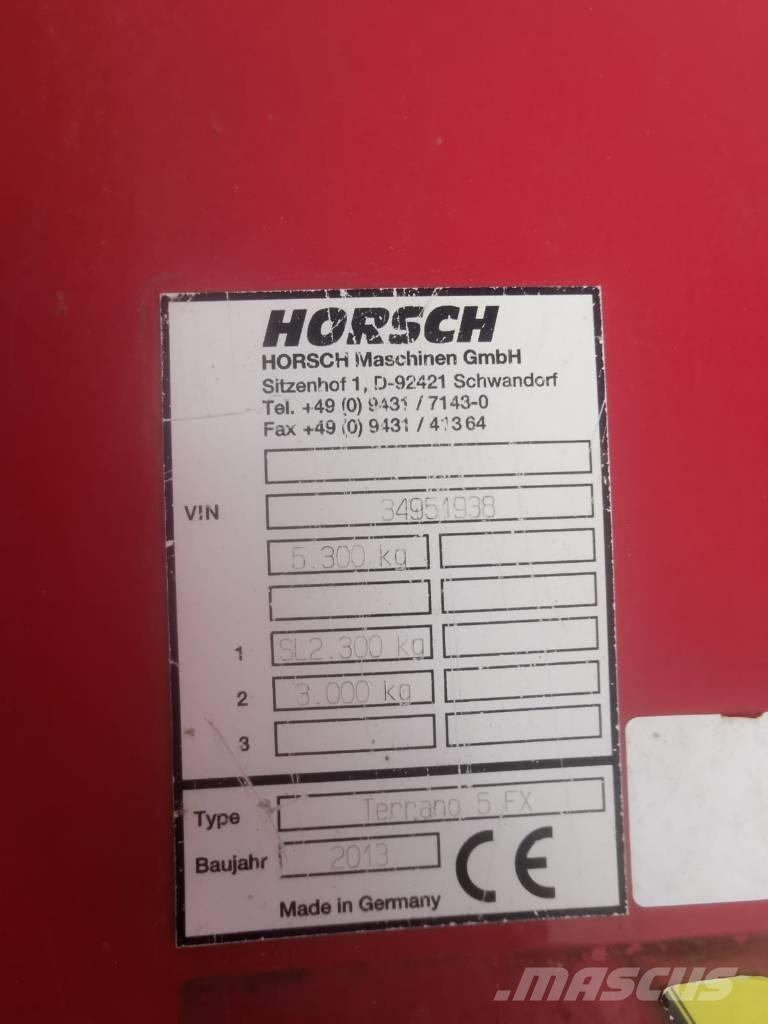 HORSCH
HORSCH Maschinen GmbH
Sitzenhof 1, D-92421 Schwandorf
Tel. +49 (0) 9431 / 7143-0
Fax +49 (0) 9431 / 41364
VIN 34951938
5.300 kg
1 SL2.300 kg
2 3.000 kg
3
Type Terrano 5 FX
Baujahr 2013 CE
Made in Germany
MASCUS